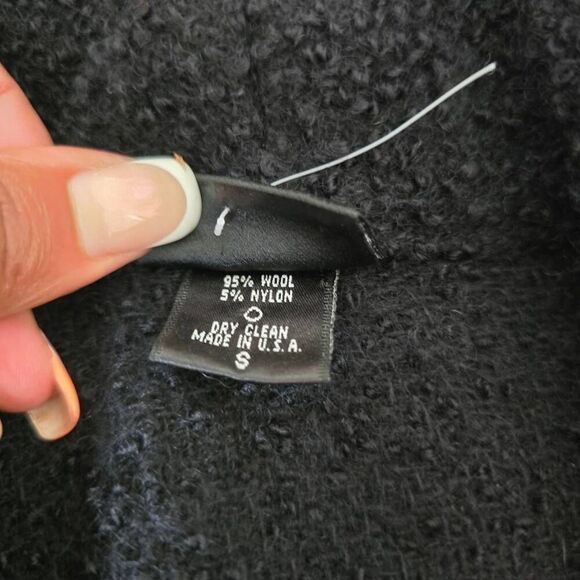 95% WOOL
5% NYLON
DRY CLEAN
MADE IN U.S.A.
S